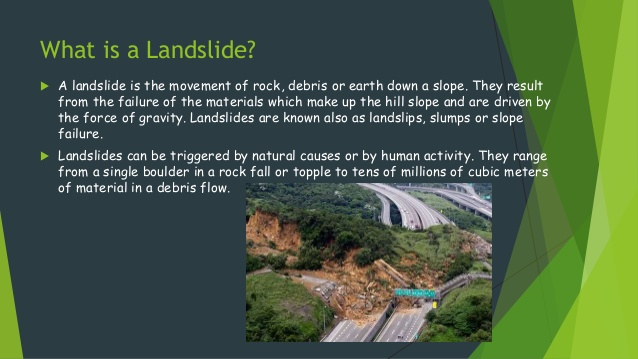 What is a Landslide?
A landslide is the movement of rock, debris or earth down a slope. They result
from the failure of the materials which make up the hill slope and are driven by
the force of gravity. Landslides are known also as landslips, slumps or slope
failure.
Landslides can be triggered by natural causes or by human activity. They range
from a single boulder in a rock fall or topple to tens of millions of cubic meters
of material in a debris flow.